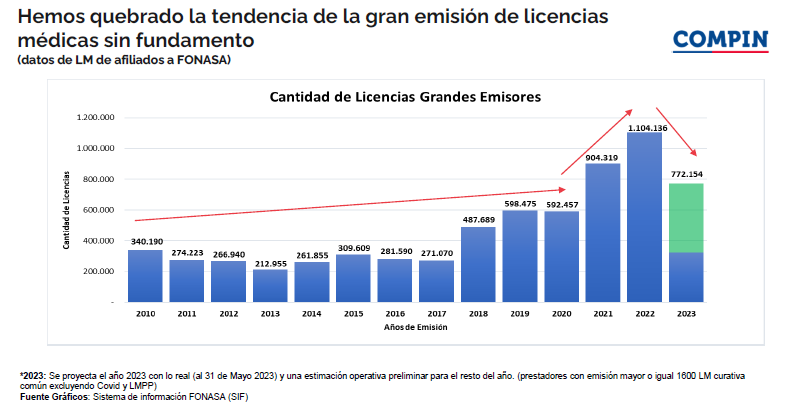 Hemos quebrado la tendencia de la gran emisión de licencias
médicas sin fundamento
(datos de LM de afiliados a FONASA)
COMPIN
Cantidad de Licencias Grandes Emisores
Cantidad de Licencias
1.200.000
1.000.000
800.000
600.000
400.000
200.000
-
340.190
274.223
266.940
212.955
261.855
309.609
281.590
271.070
487.689
598.475
592.457
904.319
1.104.136
772.154
2010 2011 2012 2013 2014 2015 2016 2017 2018 2019 2020 2021 2022 2023
Años de Emisión
*2023: Se proyecta el año 2023 con lo real (al 31 de Mayo 2023) y una estimación operativa preliminar para el resto del año. (prestadores con emisión mayor o igual 1600 LM curativa
común excluyendo Covid y LMPP)
Fuente Gráficos: Sistema de información FONASA (SIF)